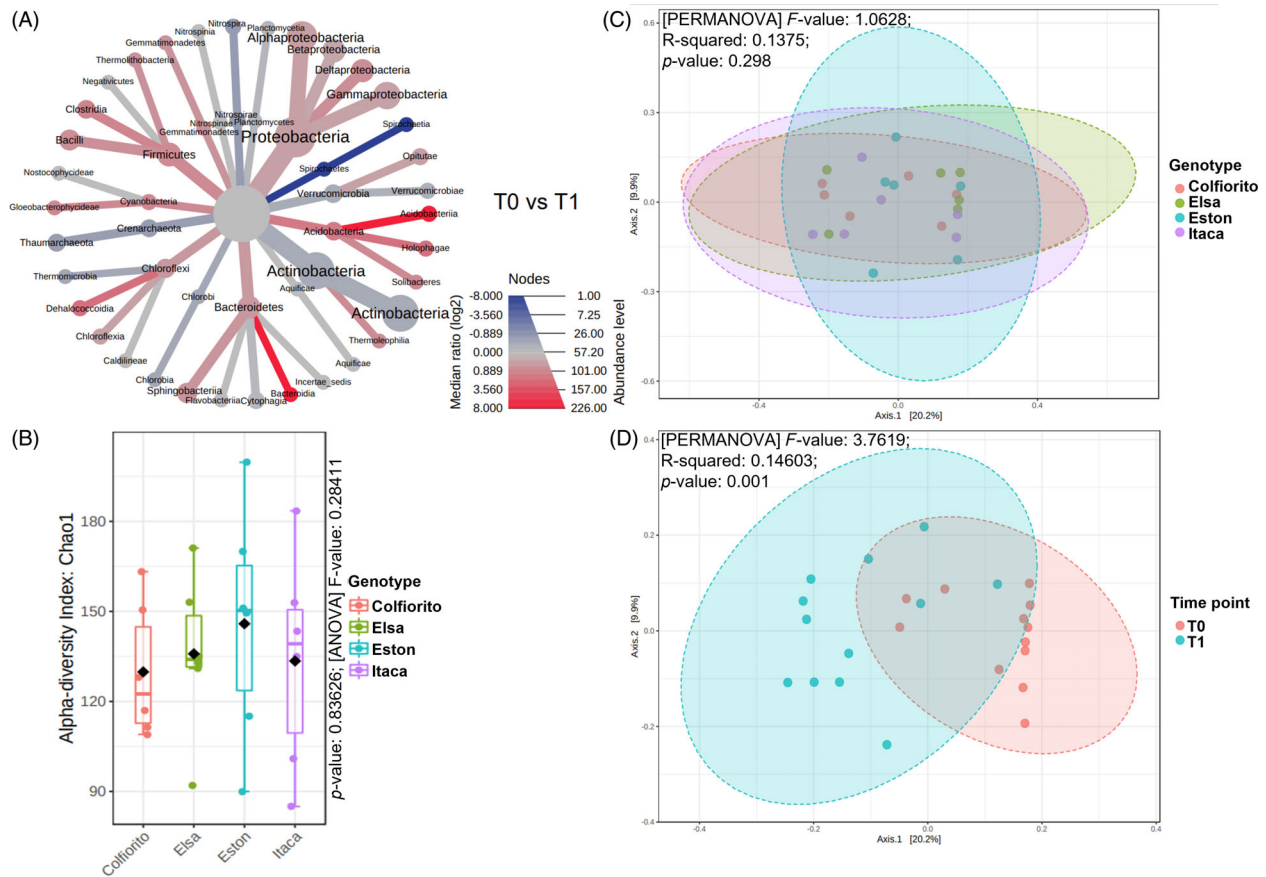 (A)
Nitrospira
Nitrospinia
Planctomycetia
Gemmatimonadetes
Alphaproteobacteria
Betaproteobacteria
Thermolithobacteria
Deltaproteobacteria
Negativicutes
Gammaproteobacteria
Clostridia
Nitrospirae
Nitrospinae
Planctomycetes
Spirochaetia
Gemmatimonadetes
Proteobacteria
Bacilli
Firmicutes
Opitutae
Spirochaetes
Nostocophycideae
Verrucomicrobia
Verrucomicrobiae
T0 vs T1
Gloeobacterophycideae
Cyanobacteria
Acidobacteriia
Crenarchaeota
Acidobacteria
Thaumarchaeota
Holophagae
Chloroflexi
Actinobacteria
Thermomicrobia
Solibacteres
Aquificae
Chlorobi
Dehalococcoidia
Bacteroidetes
Actinobacteria
Chloroflexia
Thermoleophilia
Caldilineae
Aquificae
Chlorobia
Incertae_sedis
Sphingobacteriia
Bacteroidia
Flavobacteriia
Cytophagia
Nodes
Median ratio (log2)
-8.000 1.00
-3.560 7.25
-0.889 26.00
0.000 57.20
0.889 101.00
3.560 157.00
8.000 226.00
Abundance level
(B)
Alpha-diversity Index: Chao1
180
150
120
90
Colfiorito
Elsa
Eston
Itaca
p-value: 0.83626; [ANOVA] F-value: 0.28411
Genotype
Colfiorito
Elsa
Eston
Itaca
(C)
[PERMANOVA] F-value: 1.0628;
R-squared: 0.1375;
p-value: 0.298
Axis.2 [9.9%]
0.6
0.3
0.0
-0.3
-0.6
-0.4 0.0 0.4
Axis.1 [20.2%]
Genotype
Colfiorito
Elsa
Eston
Itaca
(D)
[PERMANOVA] F-value: 3.7619;
R-squared: 0.14603;
p-value: 0.001
Axis.2 [9.9%]
0.4
0.2
0.0
-0.2
-0.4
-0.4 -0.2 0.0 0.2 0.4
Axis.1 [20.2%]
Time point
T0
T1